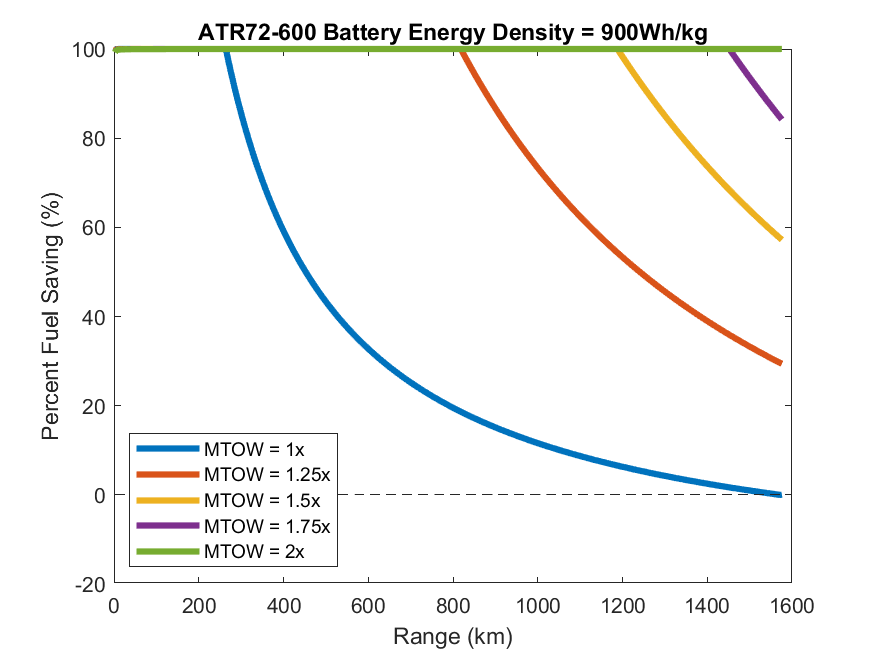 ATR72-600 Battery Energy Density = 900Wh/kg
100
80
60
40
20
0
-20
Percent Fuel Saving (%)
MTOW = 1x
MTOW = 1.25x
MTOW = 1.5x
MTOW = 1.75x
MTOW = 2x
0 200 400 600 800 1000 1200 1400 1600
Range (km)